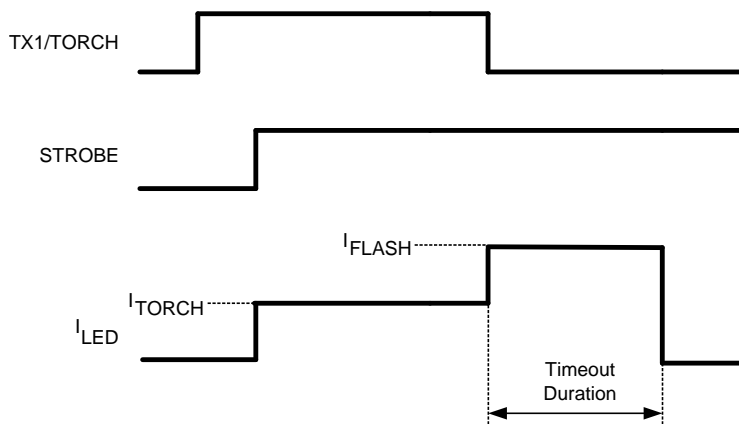 TX1/TORCH
STROBE
IFLASH
ITORCH
ILED
Timeout
Duration